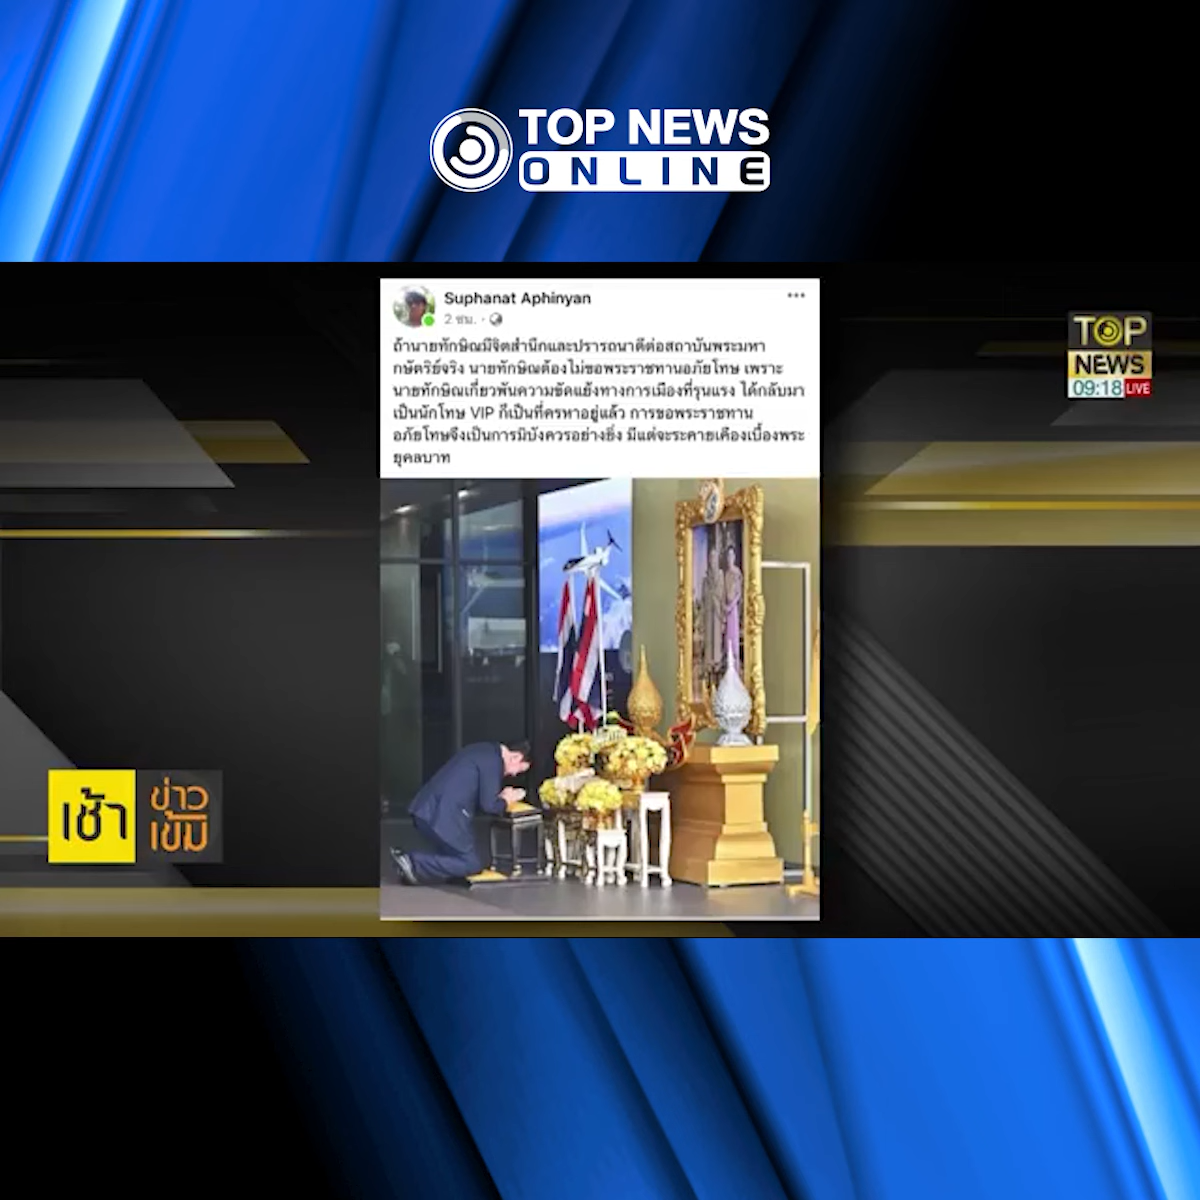 TOP NEWS
ONLINE
Suphanat Aphinyan
2 ชม.
ถ้านายทักษิณมีจิตสำนึกและปรารถนาดีต่อสถาบันพระมหา
กษัตริย์จริง นายทักษิณต้องไม่ขอพระราชทานอภัยโทษ เพราะ
นายทักษิณเกี่ยวพันความขัดแย้งทางการเมืองที่รุนแรง ได้กลับมา
เป็นนักโทษ VIP ก็เป็นที่ครหาอยู่แล้ว การขอพระราชทาน
อภัยโทษจึงเป็นการมิบังควรอย่างยิ่ง มีแต่จะระคายเคืองเบื้องพระ
ยุคลบาท
TOP
NEWS
09:18 LIVE
เช้า
ข่าว
เข้ม